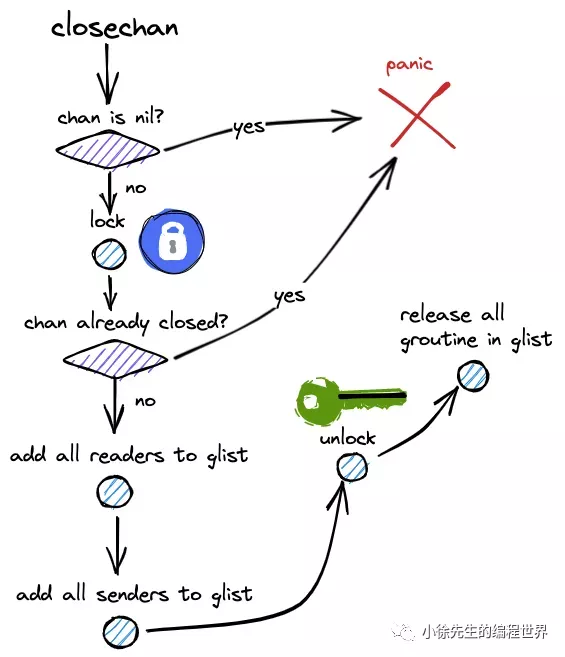 closechan
panic
chan is nil?
yes
no
lock
yes
chan already closed?
release all
groutine in glist
no
unlock
add all readers to glist
add all senders to glist
小徐先生的编程世界